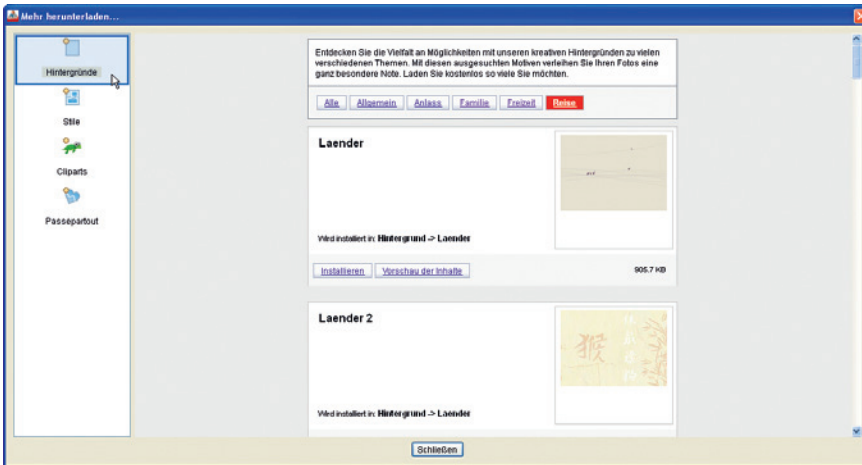 Mehr herunterladen...
Hintergründe
Stile
Cliparts
Passepartout
Entdecken Sie die Vielfalt an Möglichkeiten mit unseren kreativen Hintergründen zu vielen
verschiedenen Themen. Mit diesen ausgesuchten Motiven verleihen Sie Ihren Fotos eine
ganz besondere Note. Laden Sie kostenlos so viele Sie möchten.
Alle Allgemein Anlass Familie Freizeit Reise
Laender
Wird installiert in: Hintergrund -> Laender
Installieren Vorschau der Inhalte 905.7 KB
Laender 2
猴
Wird installiert in: Hintergrund -> Laender
Schließen